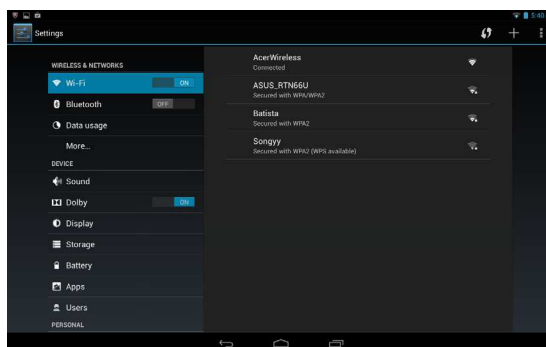 5:40
Settings
WIRELESS & NETWORKS
Wi-Fi ON
Bluetooth OFF
Data usage
More...
DEVICE
Sound
Dolby ON
Display
Storage
Battery
Apps
Users
PERSONAL
AcerWireless
Connected
ASUS_RTN66U
Secured with WPA/WPA2
Batista
Secured with WPA2
Songyy
Secured with WPA2 (WPS available)